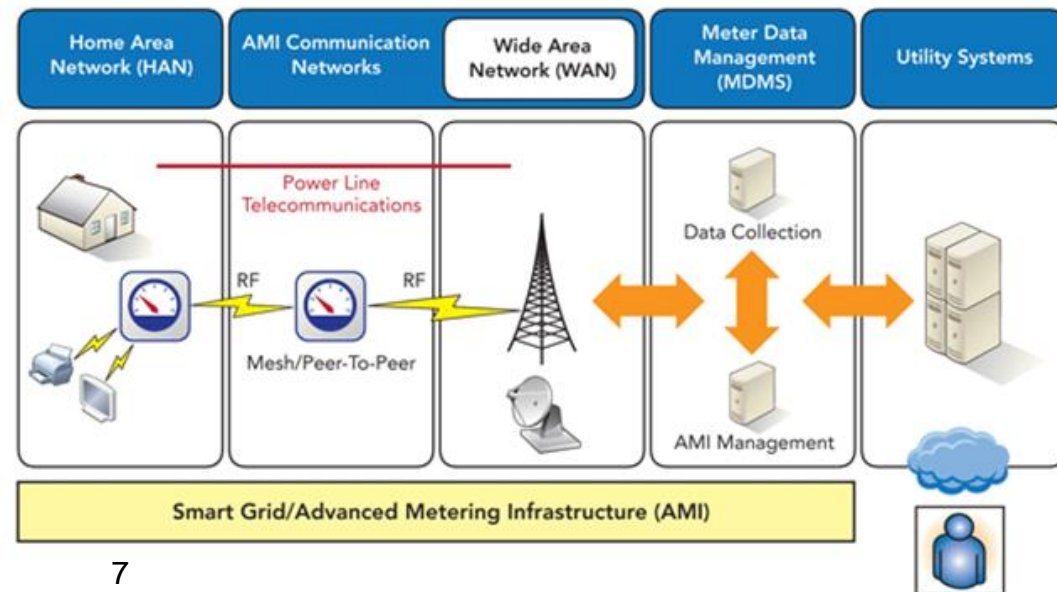 Home Area
Network (HAN)
AMI Communication
Networks
Wide Area
Network (WAN)
Meter Data
Management
(MDMS)
Utility Systems
Power Line
Telecommunications
RF
RF
Mesh/Peer-To-Peer
Data Collection
AMI Management
Smart Grid/Advanced Metering Infrastructure (AMI)
7